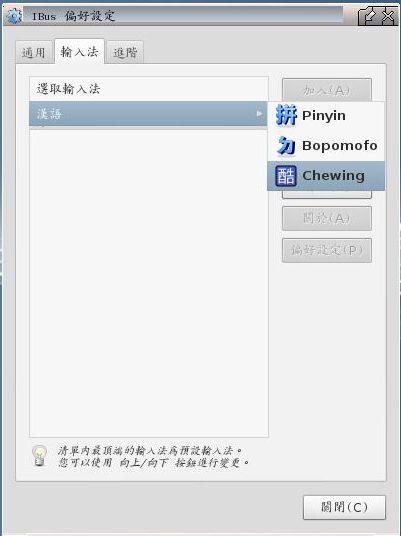 IBus 偏好設定
通用 輸入法 進階
選取輸入法
加入(A)
漢語
拼 Pinyin
ㄅ Bopomofo
酷 Chewing
關於(A)
偏好設定(P)
清單內最頂端的輸入法為預設輸入法。
您可以使用 向上/向下 按鈕進行變更。
關閉(C)